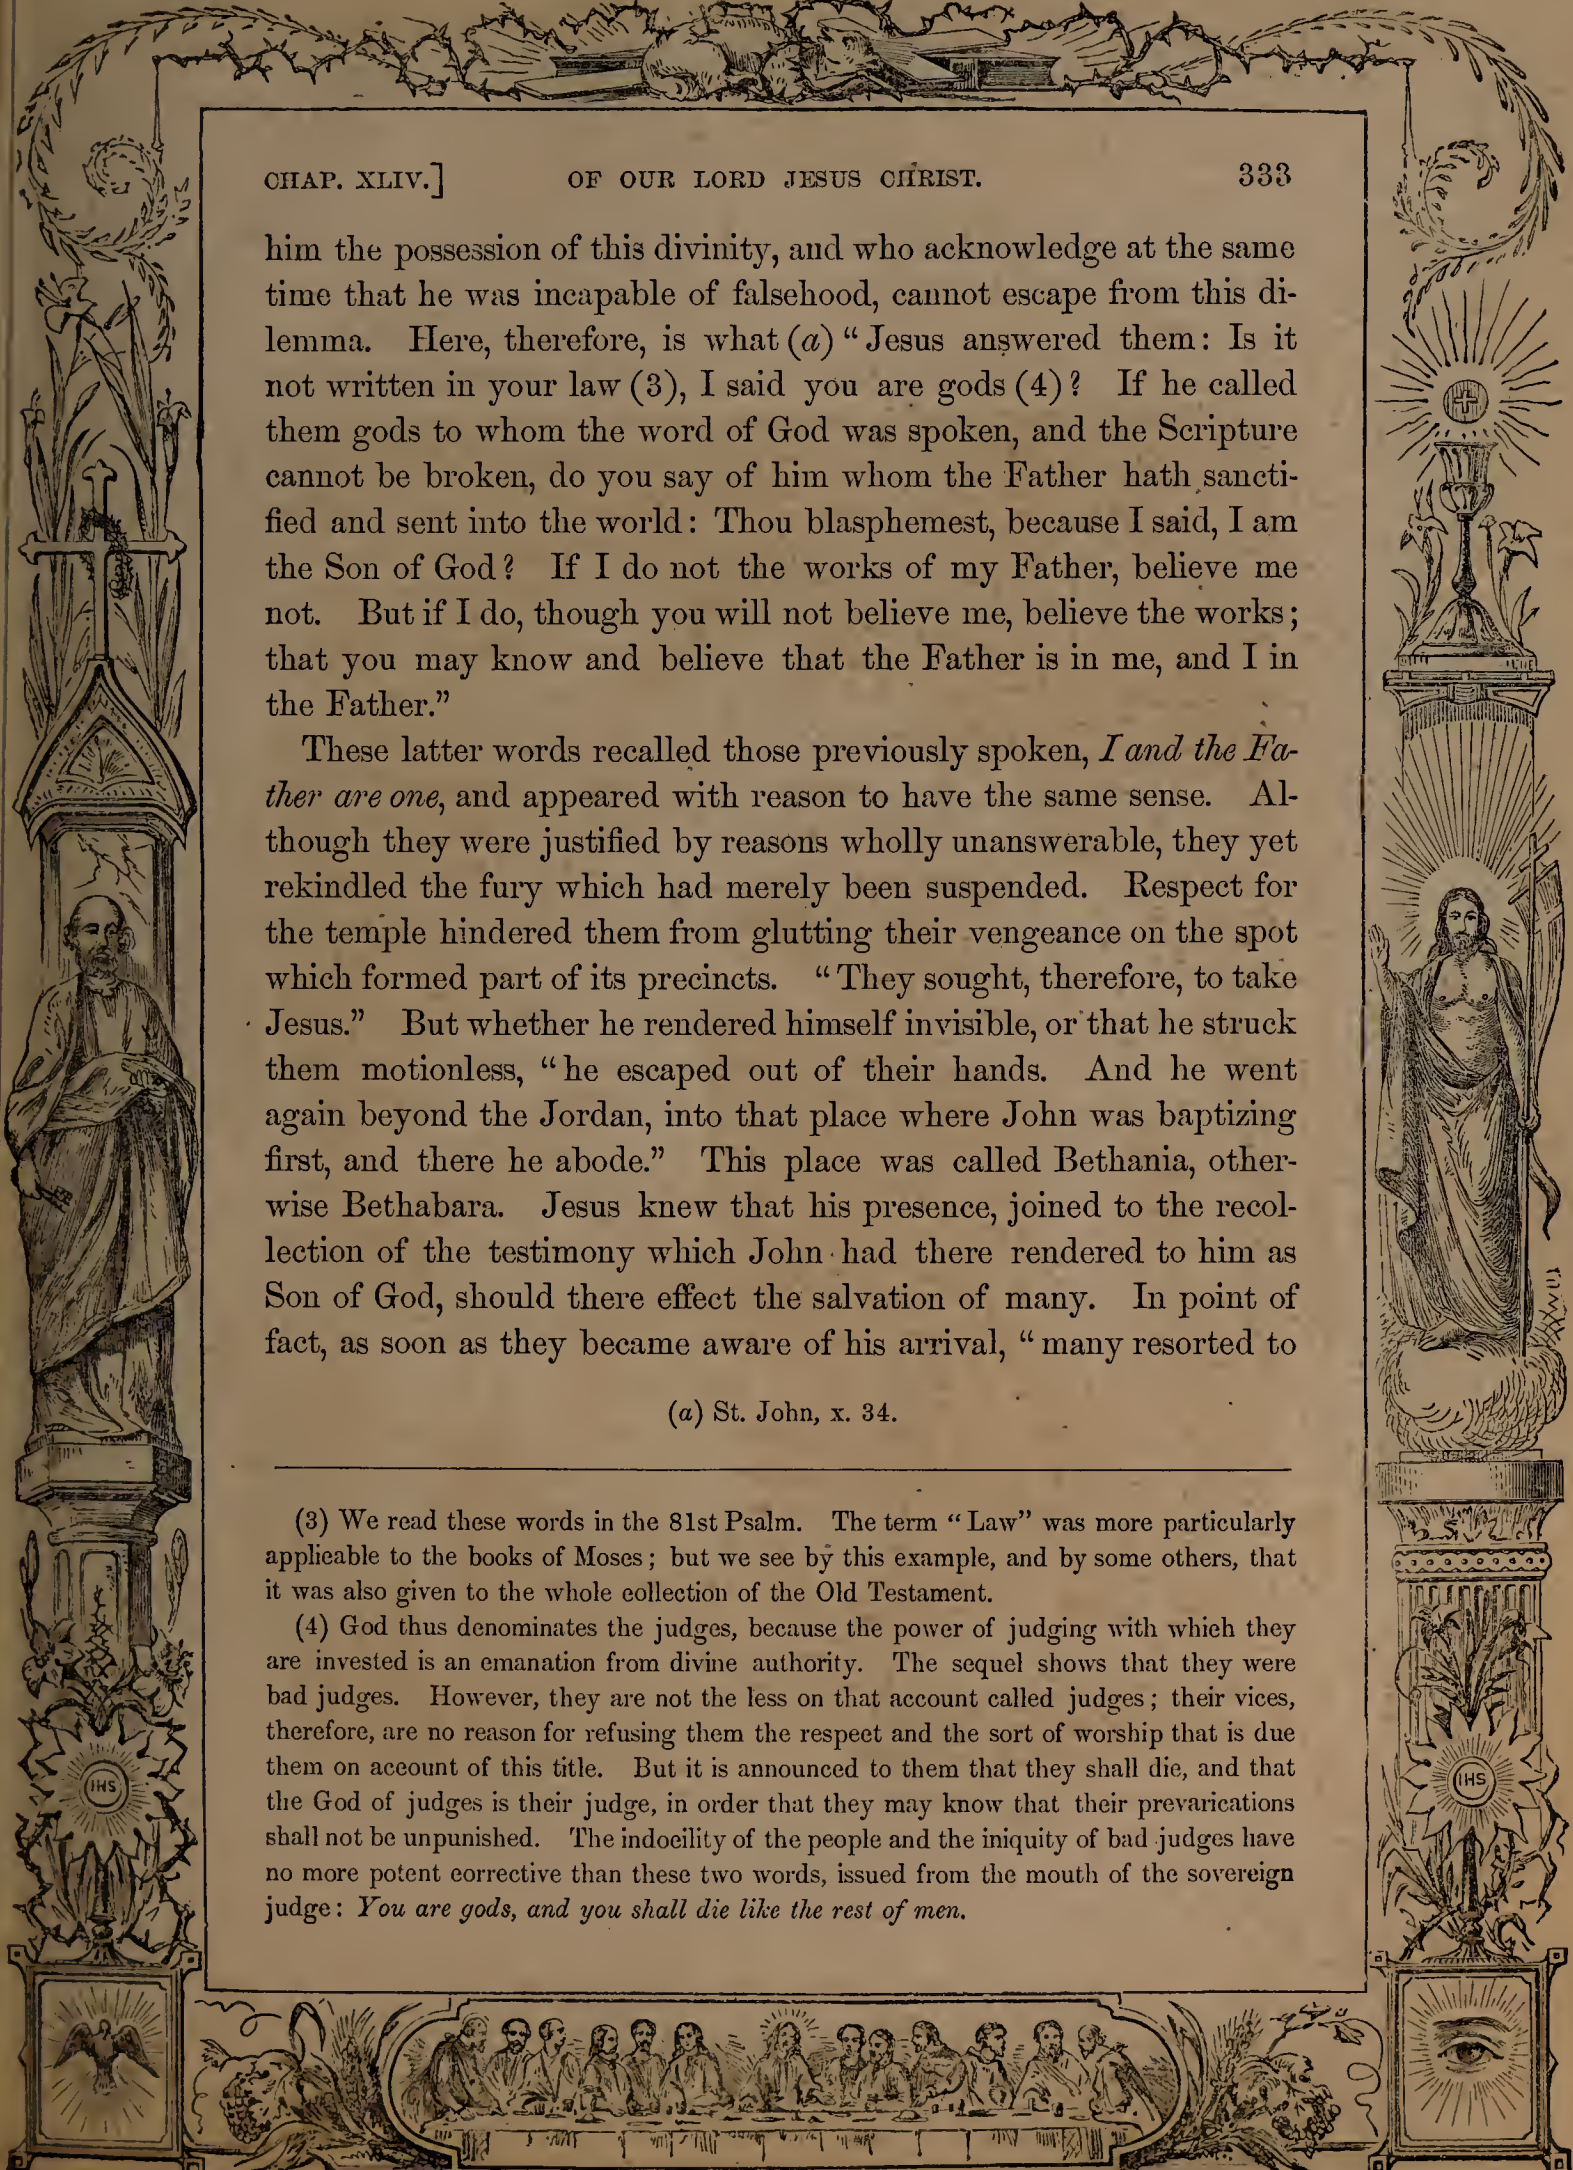 CHAP. XLIV.] OF OUR LORD JESUS CHRIST. 333
him the possession of this divinity, and who acknowledge at the same
time that he was incapable of falsehood, cannot escape from this di-
lemma. Here, therefore, is what (a) “Jesus answered them: Is it
not written in your law (3), I said you are gods (4)? If he called
them gods to whom the word of God was spoken, and the Scripture
cannot be broken, do you say of him whom the Father hath sancti-
fied and sent into the world: Thou blasphemest, because I said, I am
the Son of God? If I do not the works of my Father, believe me
not. But if I do, though you will not believe me, believe the works;
that you may know and believe that the Father is in me, and I in
the Father.”
These latter words recalled those previously spoken, I and the Fa-
ther are one, and appeared with reason to have the same sense. Al-
though they were justified by reasons wholly unanswerable, they yet
rekindled the fury which had merely been suspended. Respect for
the temple hindered them from glutting their vengeance on the spot
which formed part of its precincts. “They sought, therefore, to take
Jesus.” But whether he rendered himself invisible, or that he struck
them motionless, “he escaped out of their hands. And he went
again beyond the Jordan, into that place where John was baptizing
first, and there he abode.” This place was called Bethania, other-
wise Bethabara. Jesus knew that his presence, joined to the recol-
lection of the testimony which John had there rendered to him as
Son of God, should there effect the salvation of many. In point of
fact, as soon as they became aware of his arrival, “many resorted to
(a) St. John, x. 34.
(3) We read these words in the 81st Psalm. The term “Law” was more particularly
applicable to the books of Moses; but we see by this example, and by some others, that
it was also given to the whole collection of the Old Testament.
(4) God thus denominates the judges, because the power of judging with which they
are invested is an emanation from divine authority. The sequel shows that they were
bad judges. However, they are not the less on that account called judges; their vices,
therefore, are no reason for refusing them the respect and the sort of worship that is due
them on account of this title. But it is announced to them that they shall die, and that
the God of judges is their judge, in order that they may know that their prevarications
shall not be unpunished. The indocility of the people and the iniquity of bad judges have
no more potent corrective than these two words, issued from the mouth of the sovereign
judge: You are gods, and you shall die like the rest of men.
IHS
IHS